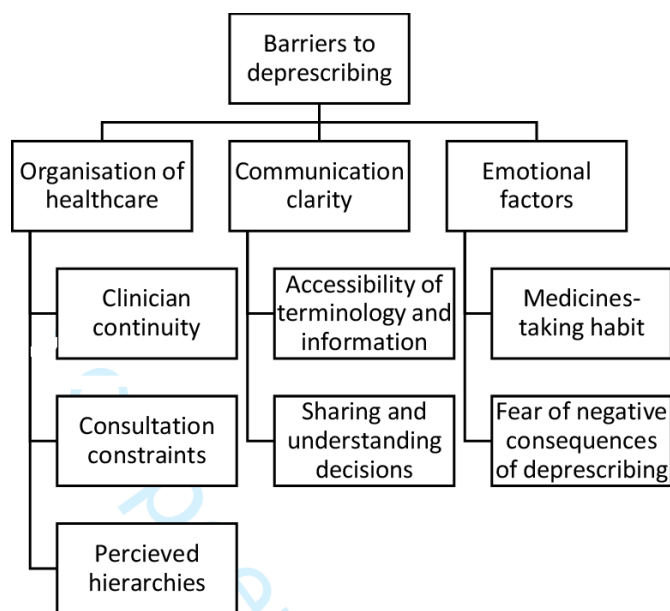 Barriers to
deprescribing
Organisation of
healthcare
Communication
clarity
Emotional
factors
Clinician
continuity
Accessibility of
terminology and
information
Medicines-
taking habit
Consultation
constraints
Sharing and
understanding
decisions
Fear of negative
consequences
of deprescribing
Percieved
hierarchies